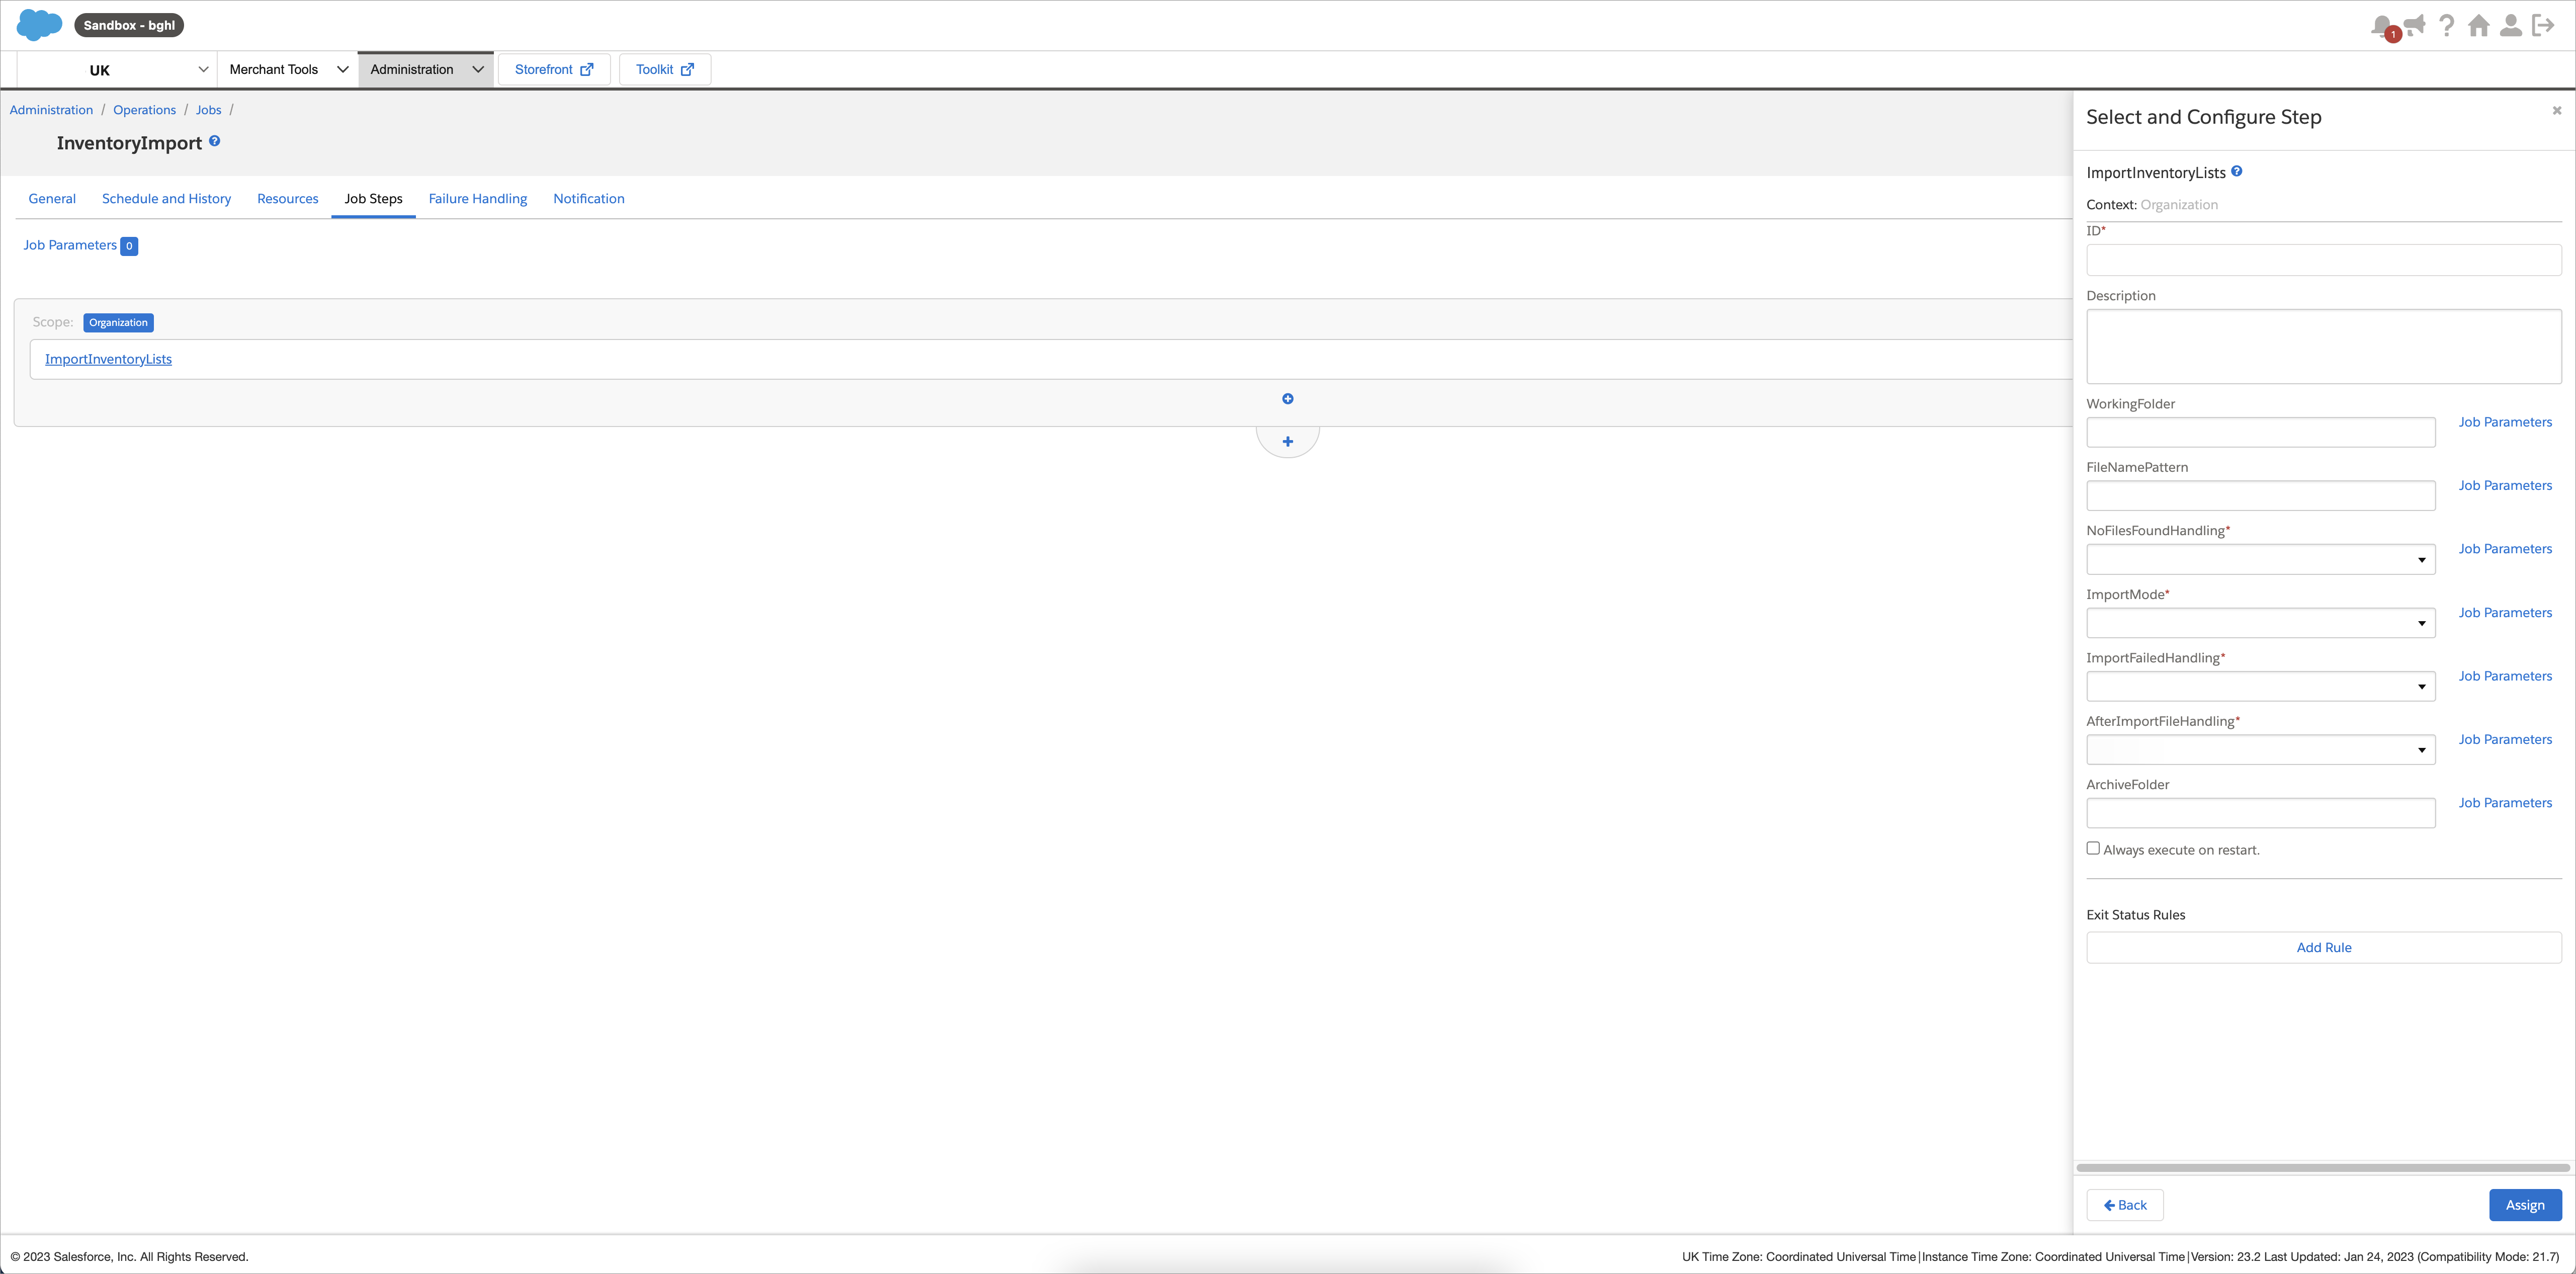 Sandbox - bghl
1
UK
Merchant Tools
Administration
Storefront
Toolkit
Administration / Operations / Jobs /
InventoryImport ?
General
Schedule and History
Resources
Job Steps
Failure Handling
Notification
Job Parameters 0
Scope: Organization
ImportInventoryLists
Select and Configure Step
ImportInventoryLists ?
Context: Organization
ID*
Description
WorkingFolder
Job Parameters
FileNamePattern
Job Parameters
NoFilesFoundHandling*
Job Parameters
ImportMode*
Job Parameters
ImportFailedHandling*
Job Parameters
AfterImportFileHandling*
Job Parameters
ArchiveFolder
Job Parameters
Always execute on restart.
Exit Status Rules
Add Rule
Back
Assign
© 2023 Salesforce, Inc. All Rights Reserved.
UK Time Zone: Coordinated Universal Time | Instance Time Zone: Coordinated Universal Time | Version: 23.2 Last Updated: Jan 24, 2023 (Compatibility Mode: 21.7)